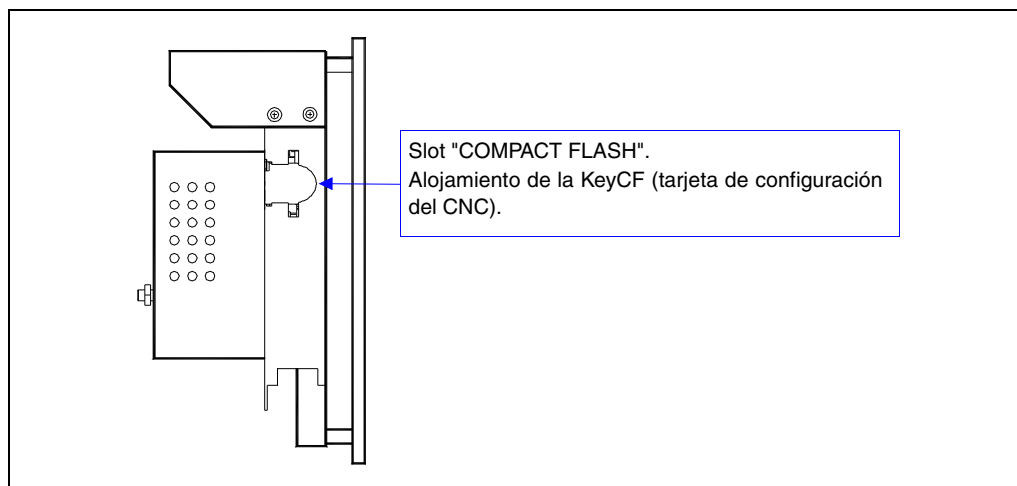 Slot "COMPACT FLASH".
Alojamiento de la KeyCF (tarjeta de configuración
del CNC).